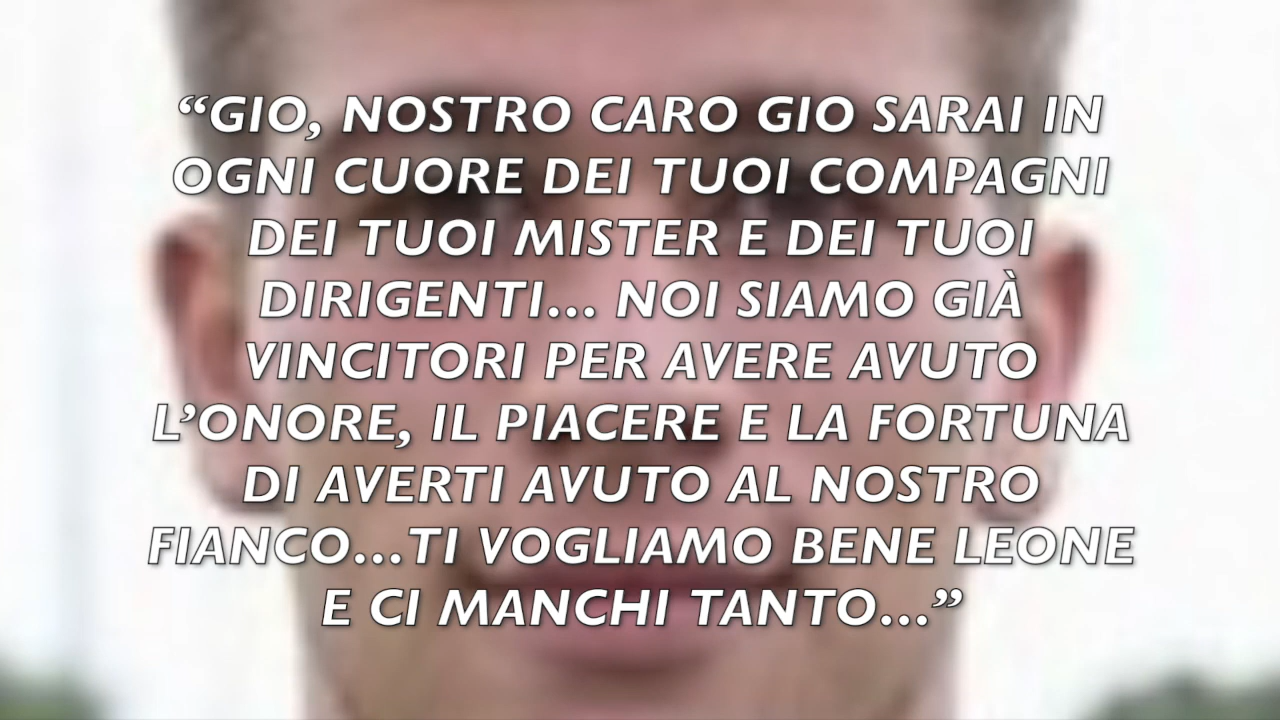 “GIO, NOSTRO CARO GIO SARAI IN
OGNI CUORE DEI TUOI COMPAGNI
DEI TUOI MISTER E DEI TUOI
DIRIGENTI... NOI SIAMO GIÀ
VINCITORI PER AVERE AVUTO
L’ONORE, IL PIACERE E LA FORTUNA
DI AVERTI AVUTO AL NOSTRO
FIANCO...TI VOGLIAMO BENE LEONE
E CI MANCHI TANTO...”